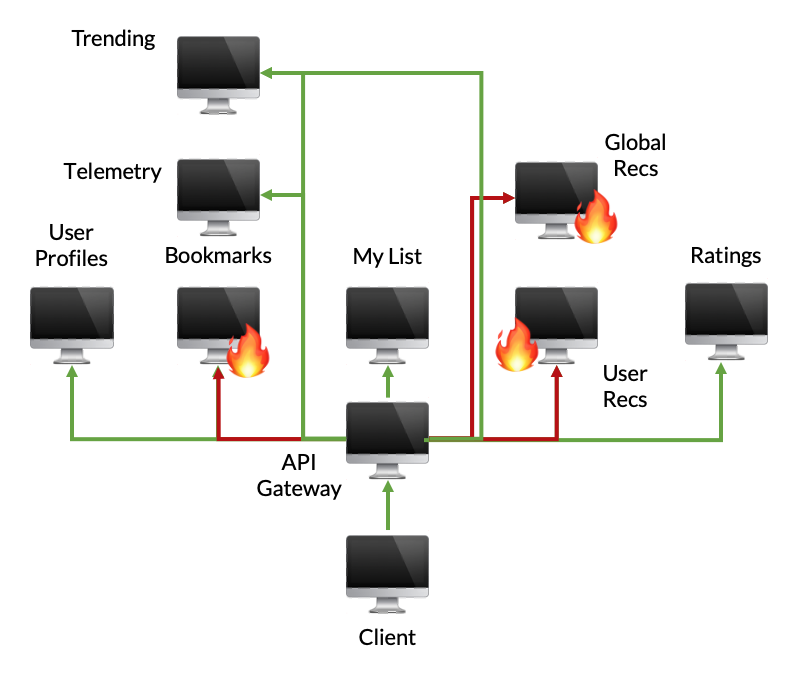 Trending
Global
Recs
Telemetry
User
Profiles
Bookmarks
My List
Ratings
User
Recs
API
Gateway
Client